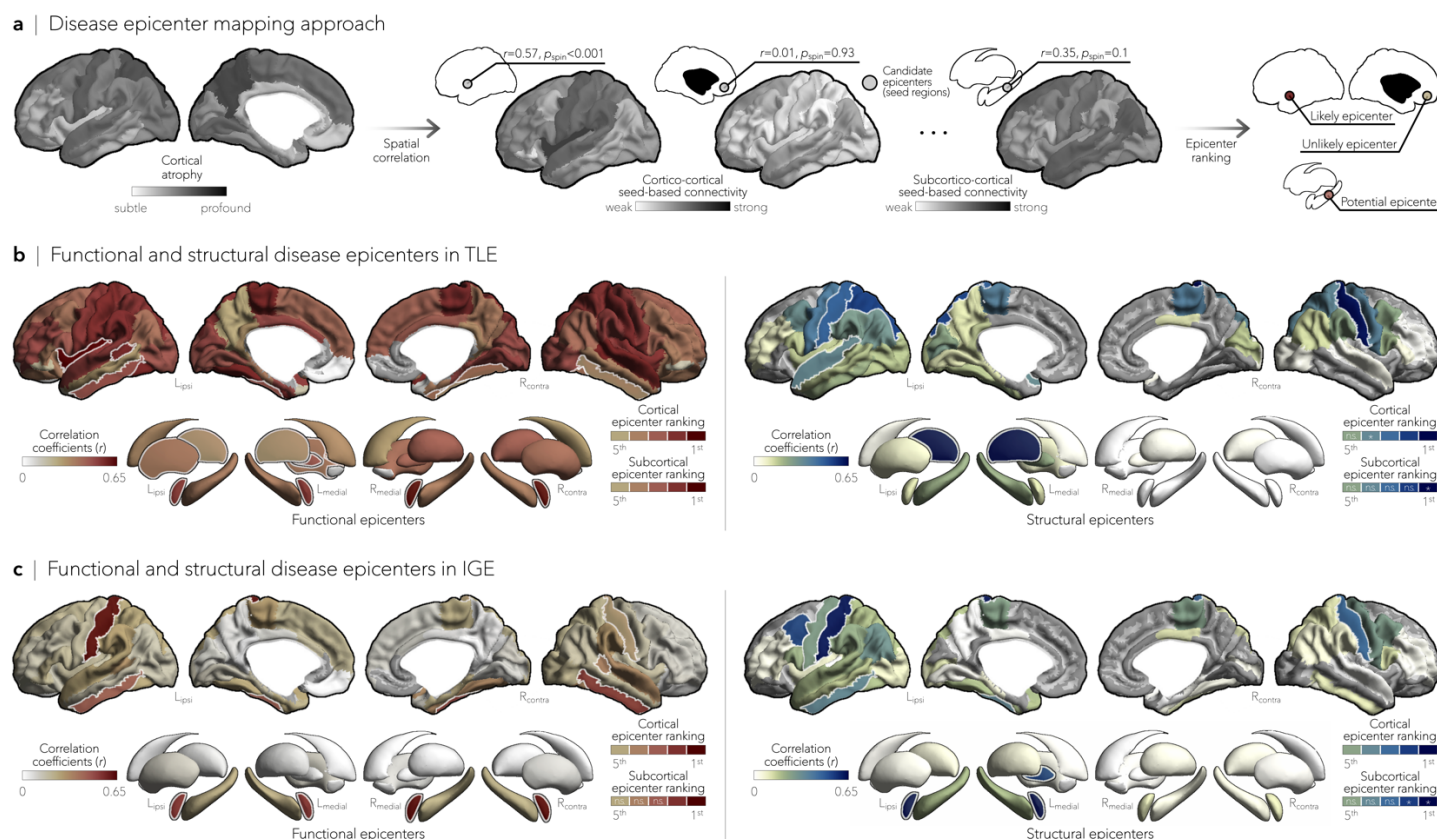 a | Disease epicenter mapping approach
r=0.57, pspin<0.001
r=0.01, pspin=0.93
r=0.35, pspin=0.1
Candidate
epicenters
(seed regions)
Spatial
correlation
Cortical
atrophy
subtle profound
Cortico-cortical
seed-based connectivity
weak strong
. . .
Subcortico-cortical
seed-based connectivity
weak strong
Epicenter
ranking
Likely epicenter
Unlikely epicenter
Potential epicente
b | Functional and structural disease epicenters in TLE
Lipsi
Rcontra
Correlation
coefficients (r)
0 0.65
Lipsi
Lmedial
Rmedial
Rcontra
Cortical
epicenter ranking
5th 1st
Subcortical
epicenter ranking
5th 1st
Functional epicenters
Lipsi
Rcontra
Correlation
coefficients (r)
0 0.65
Lipsi
Lmedial
Rmedial
Rcontra
Cortical
epicenter ranking
ns *
5th 1st
Subcortical
epicenter ranking
ns ns ns ns *
5th 1st
Structural epicenters
c | Functional and structural disease epicenters in IGE
Lipsi
Rcontra
Correlation
coefficients (r)
0 0.65
Lipsi
Lmedial
Rmedial
Rcontra
Cortical
epicenter ranking
5th 1st
Subcortical
epicenter ranking
ns ns ns
5th 1st
Functional epicenters
Lipsi
Rcontra
Correlation
coefficients (r)
0 0.65
Lipsi
Lmedial
Rmedial
Rcontra
Cortical
epicenter ranking
5th 1st
Subcortical
epicenter ranking
ns ns ns * *
5th 1st
Structural epicenters